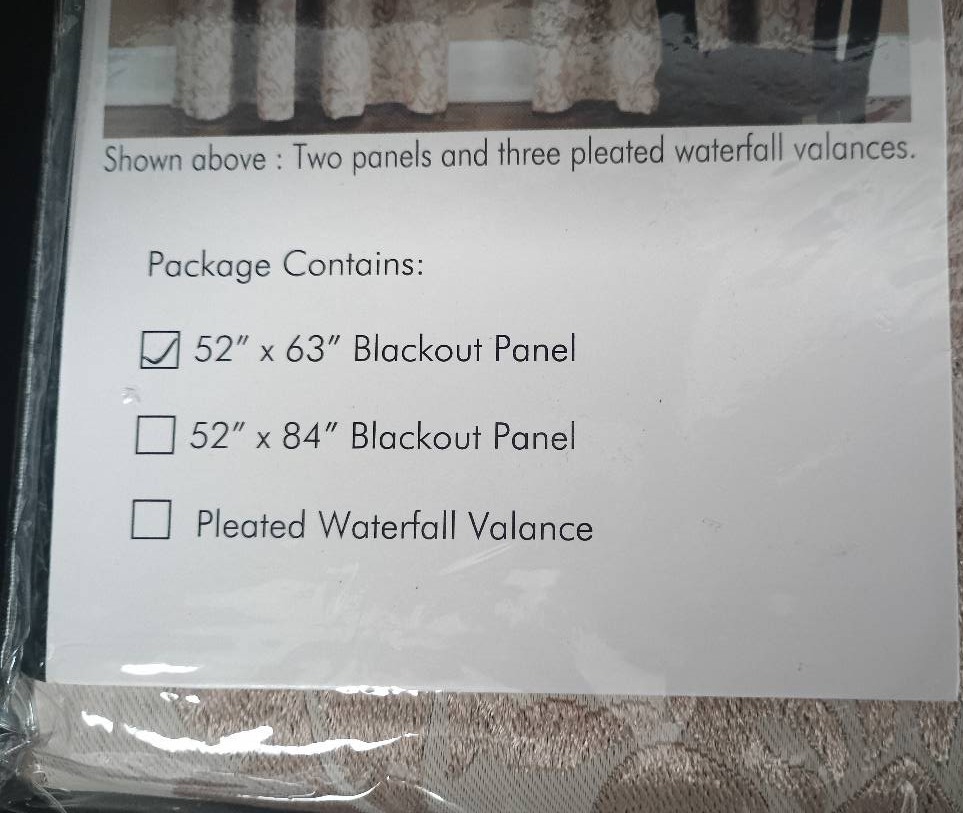 Shown above : Two panels and three pleated waterfall valances.
Package Contains:
52" x 63" Blackout Panel
52" x 84" Blackout Panel
Pleated Waterfall Valance